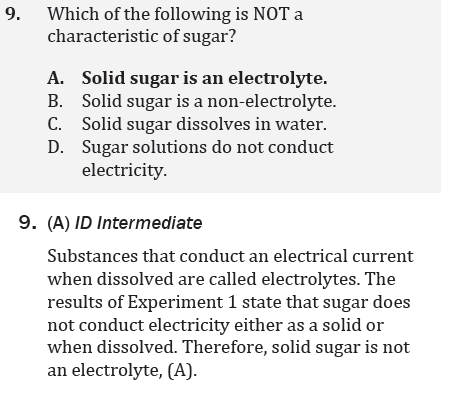 9. Which of the following is NOT a
characteristic of sugar?
A. Solid sugar is an electrolyte.
B. Solid sugar is a non-electrolyte.
C. Solid sugar dissolves in water.
D. Sugar solutions do not conduct
electricity.
9. (A) ID Intermediate
Substances that conduct an electrical current
when dissolved are called electrolytes. The
results of Experiment 1 state that sugar does
not conduct electricity either as a solid or
when dissolved. Therefore, solid sugar is not
an electrolyte, (A).